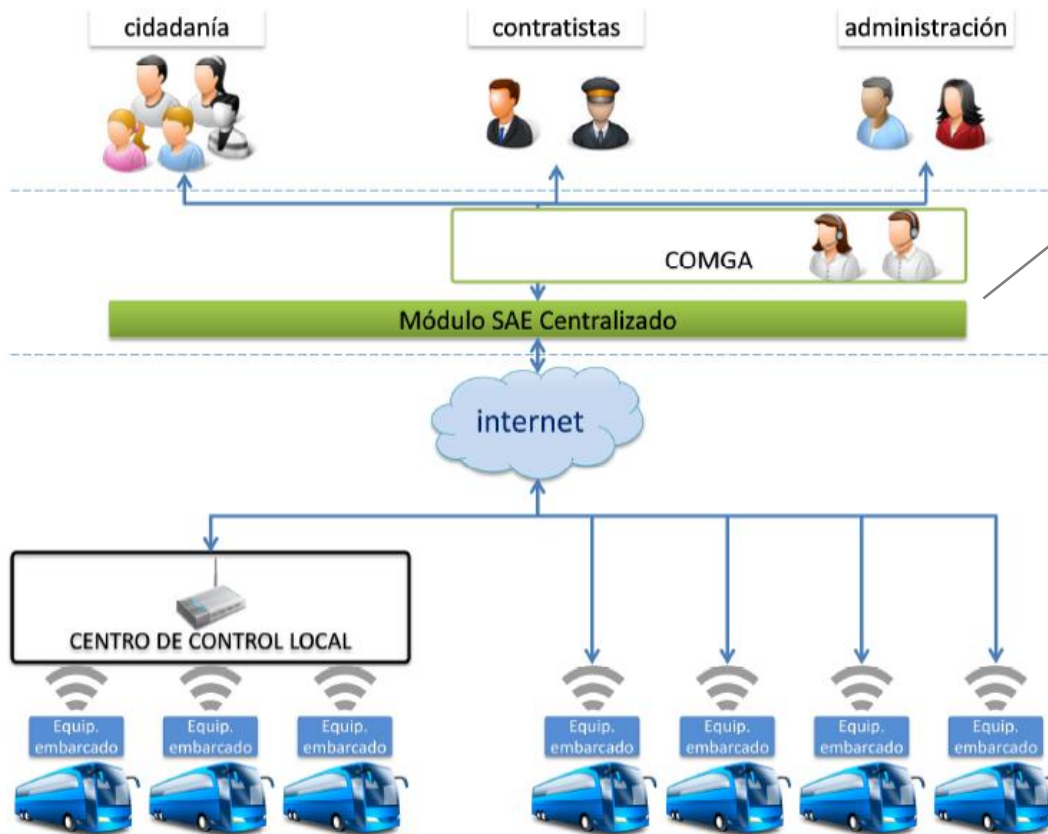 cidadanía
contratistas
administración
COMGA
Módulo SAE Centralizado
internet
CENTRO DE CONTROL LOCAL
Equip.
embarcado
Equip.
embarcado
Equip.
embarcado
Equip.
embarcado
Equip.
embarcado
Equip.
embarcado
Equip.
embarcado